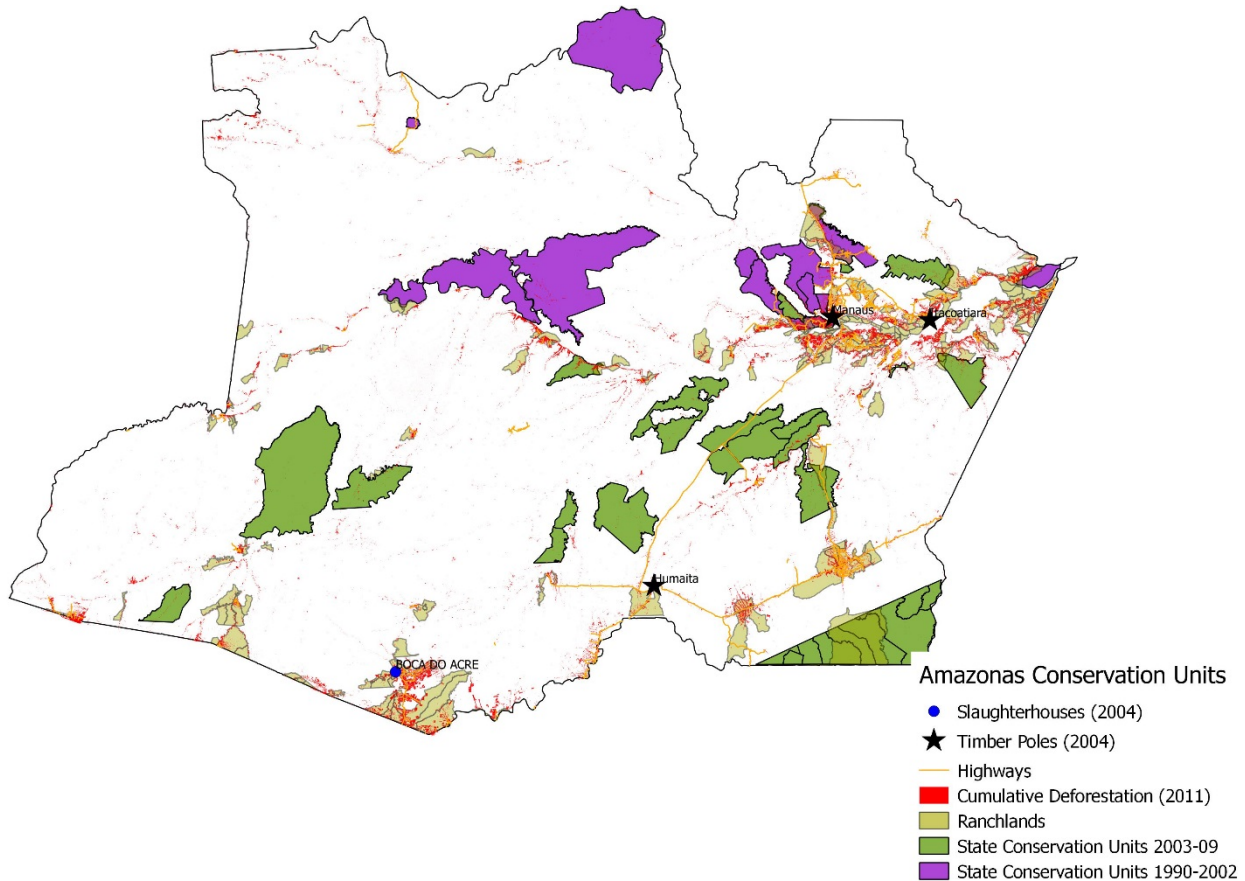 Manaus
Itacoatiara
Humaita
BOCA DO ACRE
Amazonas Conservation Units
Slaughterhouses (2004)
Timber Poles (2004)
Highways
Cumulative Deforestation (2011)
Ranchlands
State Conservation Units 2003-09
State Conservation Units 1990-2002